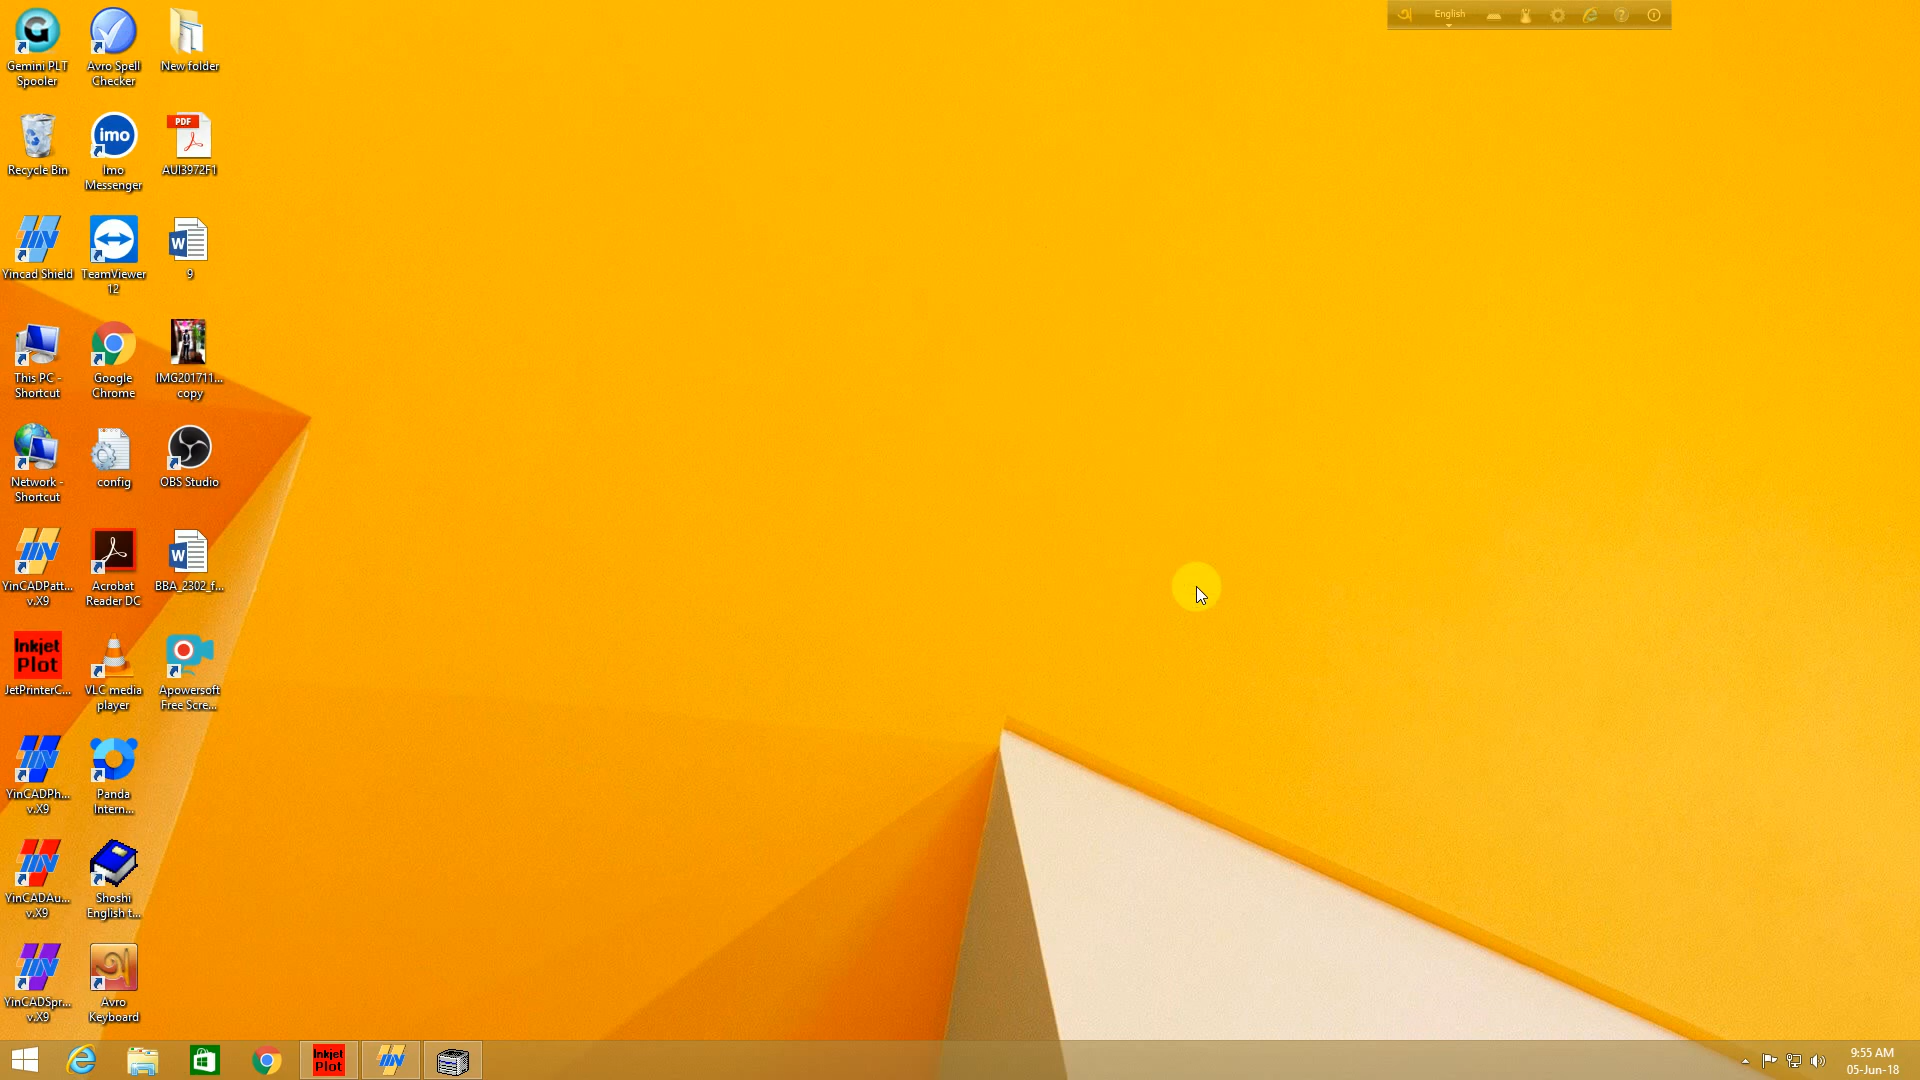 English
Gemini PLT
Spooler
Avro Spell
Checker
New folder
Recycle Bin
imo
Imo
Messenger
PDF
AUI3972F1
Yincad Shield
TeamViewer
12
W
9
This PC -
Shortcut
Google
Chrome
IMG201711...
copy
Network -
Shortcut
config
OBS Studio
YinCADPatt...
v.X9
Acrobat
Reader DC
W
BBA_2302_f...
Inkjet
Plot
JetPrinterC...
VLC media
player
Apowersoft
Free Scre...
YinCADPh...
v.X9
Panda
Intern...
YinCADAu...
v.X9
Shoshi
English t...
YinCADSpr...
v.X9
Avro
Keyboard
Inkjet
Plot
9:55 AM
05-Jun-18